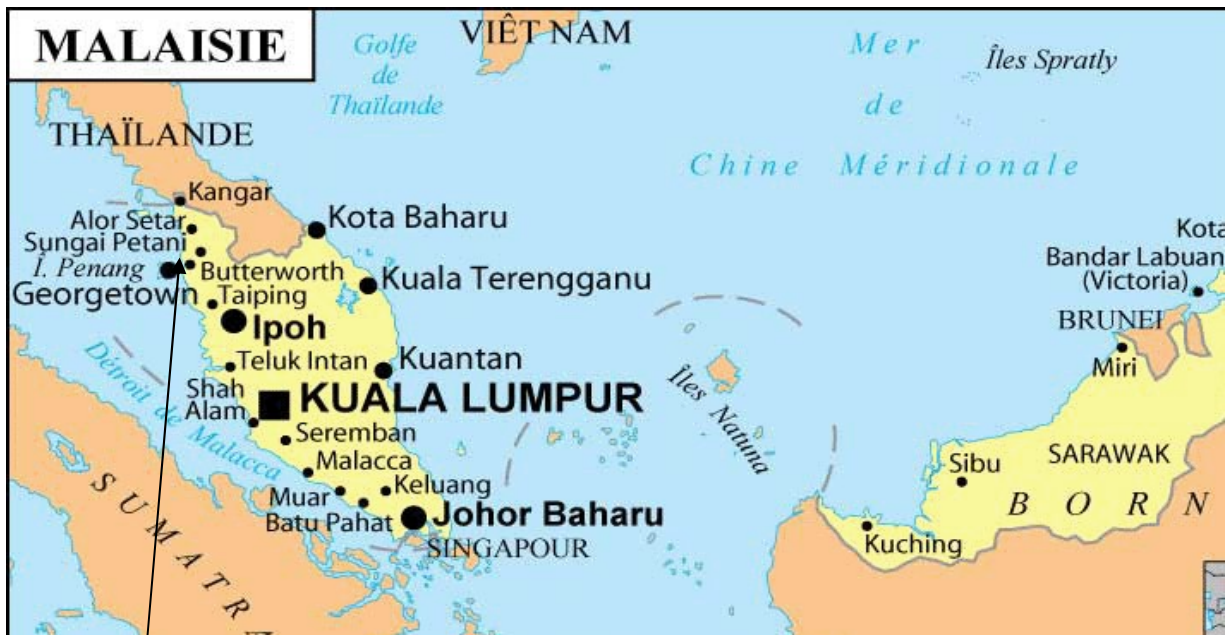 MALAISIE
Golfe
de
Thaïlande
VIÊT NAM
Mer
de
Chine Méridionale
Îles Spratly
THAÏLANDE
Kangar
Alor Setar
Sungai Petani
Î. Penang
Butterworth
Georgetown
Taiping
Ipoh
Kota Baharu
Kuala Terengganu
Teluk Intan
Kuantan
Détroit de Malacca
Shah
Alam
KUALA LUMPUR
Seremban
Malacca
Muar
Keluang
Batu Pahat
Johor Baharu
SINGAPOUR
SUMATR
Îles Natuna
Kota
Bandar Labuan
(Victoria)
BRUNEI
Miri
Sibu
SARAWAK
BORN
Kuching